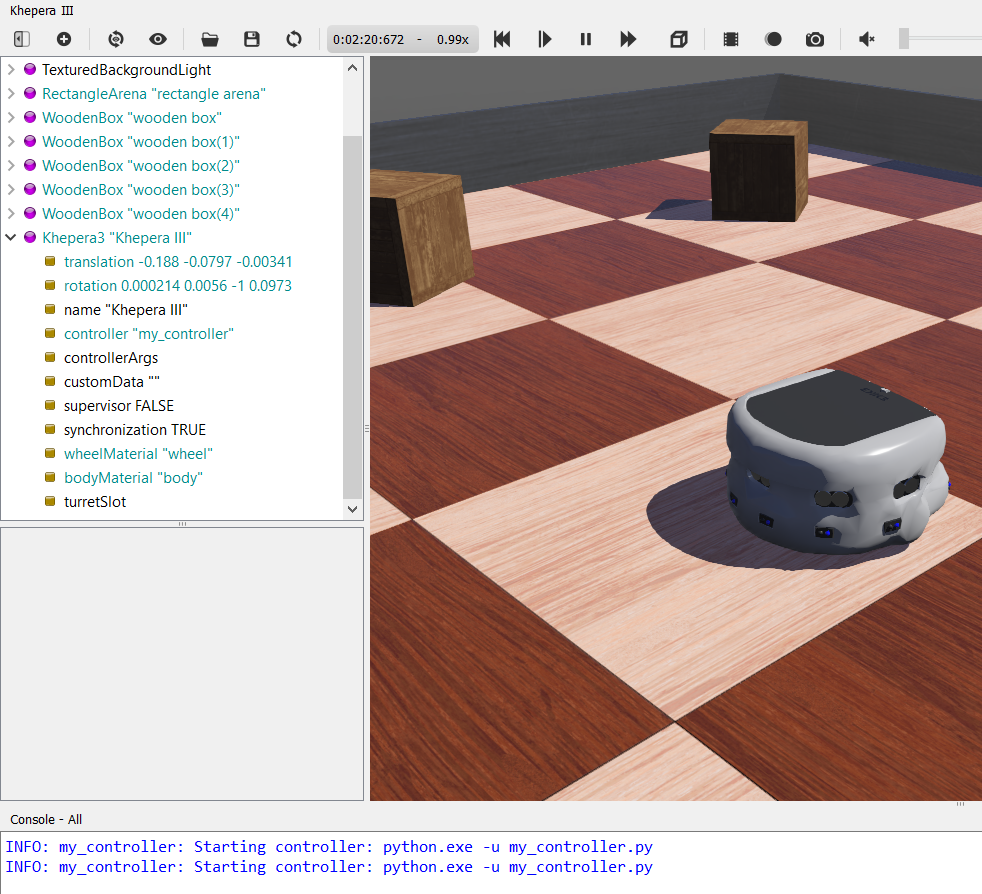 Khepera III
0:02:20:672 - 0.99x
TexturedBackgroundLight
RectangleArena "rectangle arena"
WoodenBox "wooden box"
WoodenBox "wooden box(1)"
WoodenBox "wooden box(2)"
WoodenBox "wooden box(3)"
WoodenBox "wooden box(4)"
Khepera3 "Khepera III"
translation -0.188 -0.0797 -0.00341
rotation 0.000214 0.0056 -1 0.0973
name "Khepera III"
controller "my_controller"
controllerArgs
customData ""
supervisor FALSE
synchronization TRUE
wheelMaterial "wheel"
bodyMaterial "body"
turretSlot
Console - All
INFO: my_controller: Starting controller: python.exe -u my_controller.py
INFO: my_controller: Starting controller: python.exe -u my_controller.py